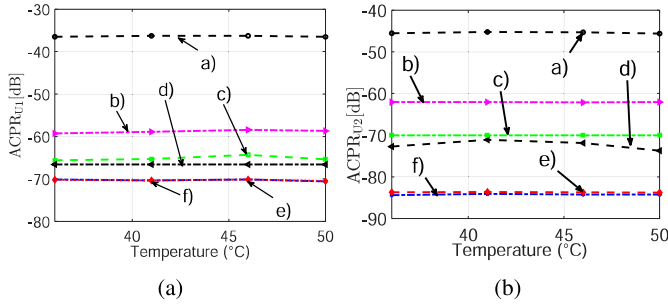 -30
-40
-50
-60
-70
-80
ACPR_U1 [dB]
a)
b)
d)
c)
f)
e)
40
45
50
Temperature (°C)
(a)
-40
-50
-60
-70
-80
-90
ACPR_U2 [dB]
a)
b)
c)
d)
e)
f)
40
45
50
Temperature (°C)
(b)